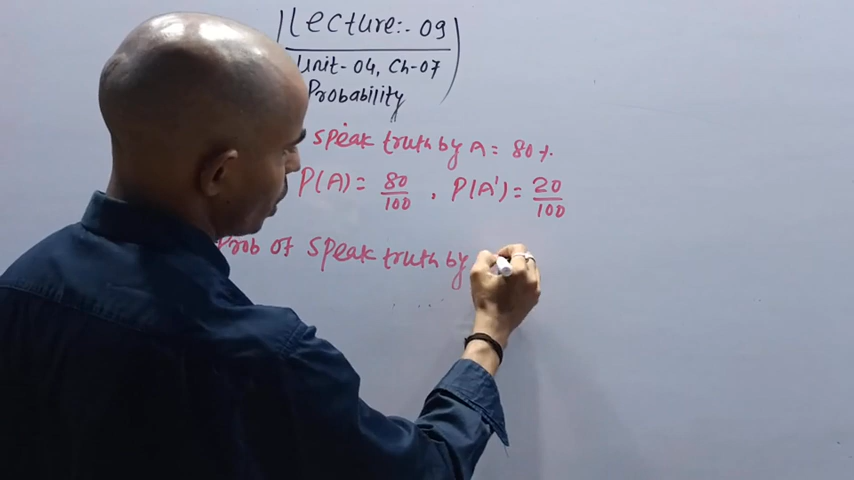 Lecture:- 09
Unit-04, Ch-07
Probability
speak truth by A = 80%.
P(A) = 80/100 , P(A') = 20/100
Prob of speak truth by